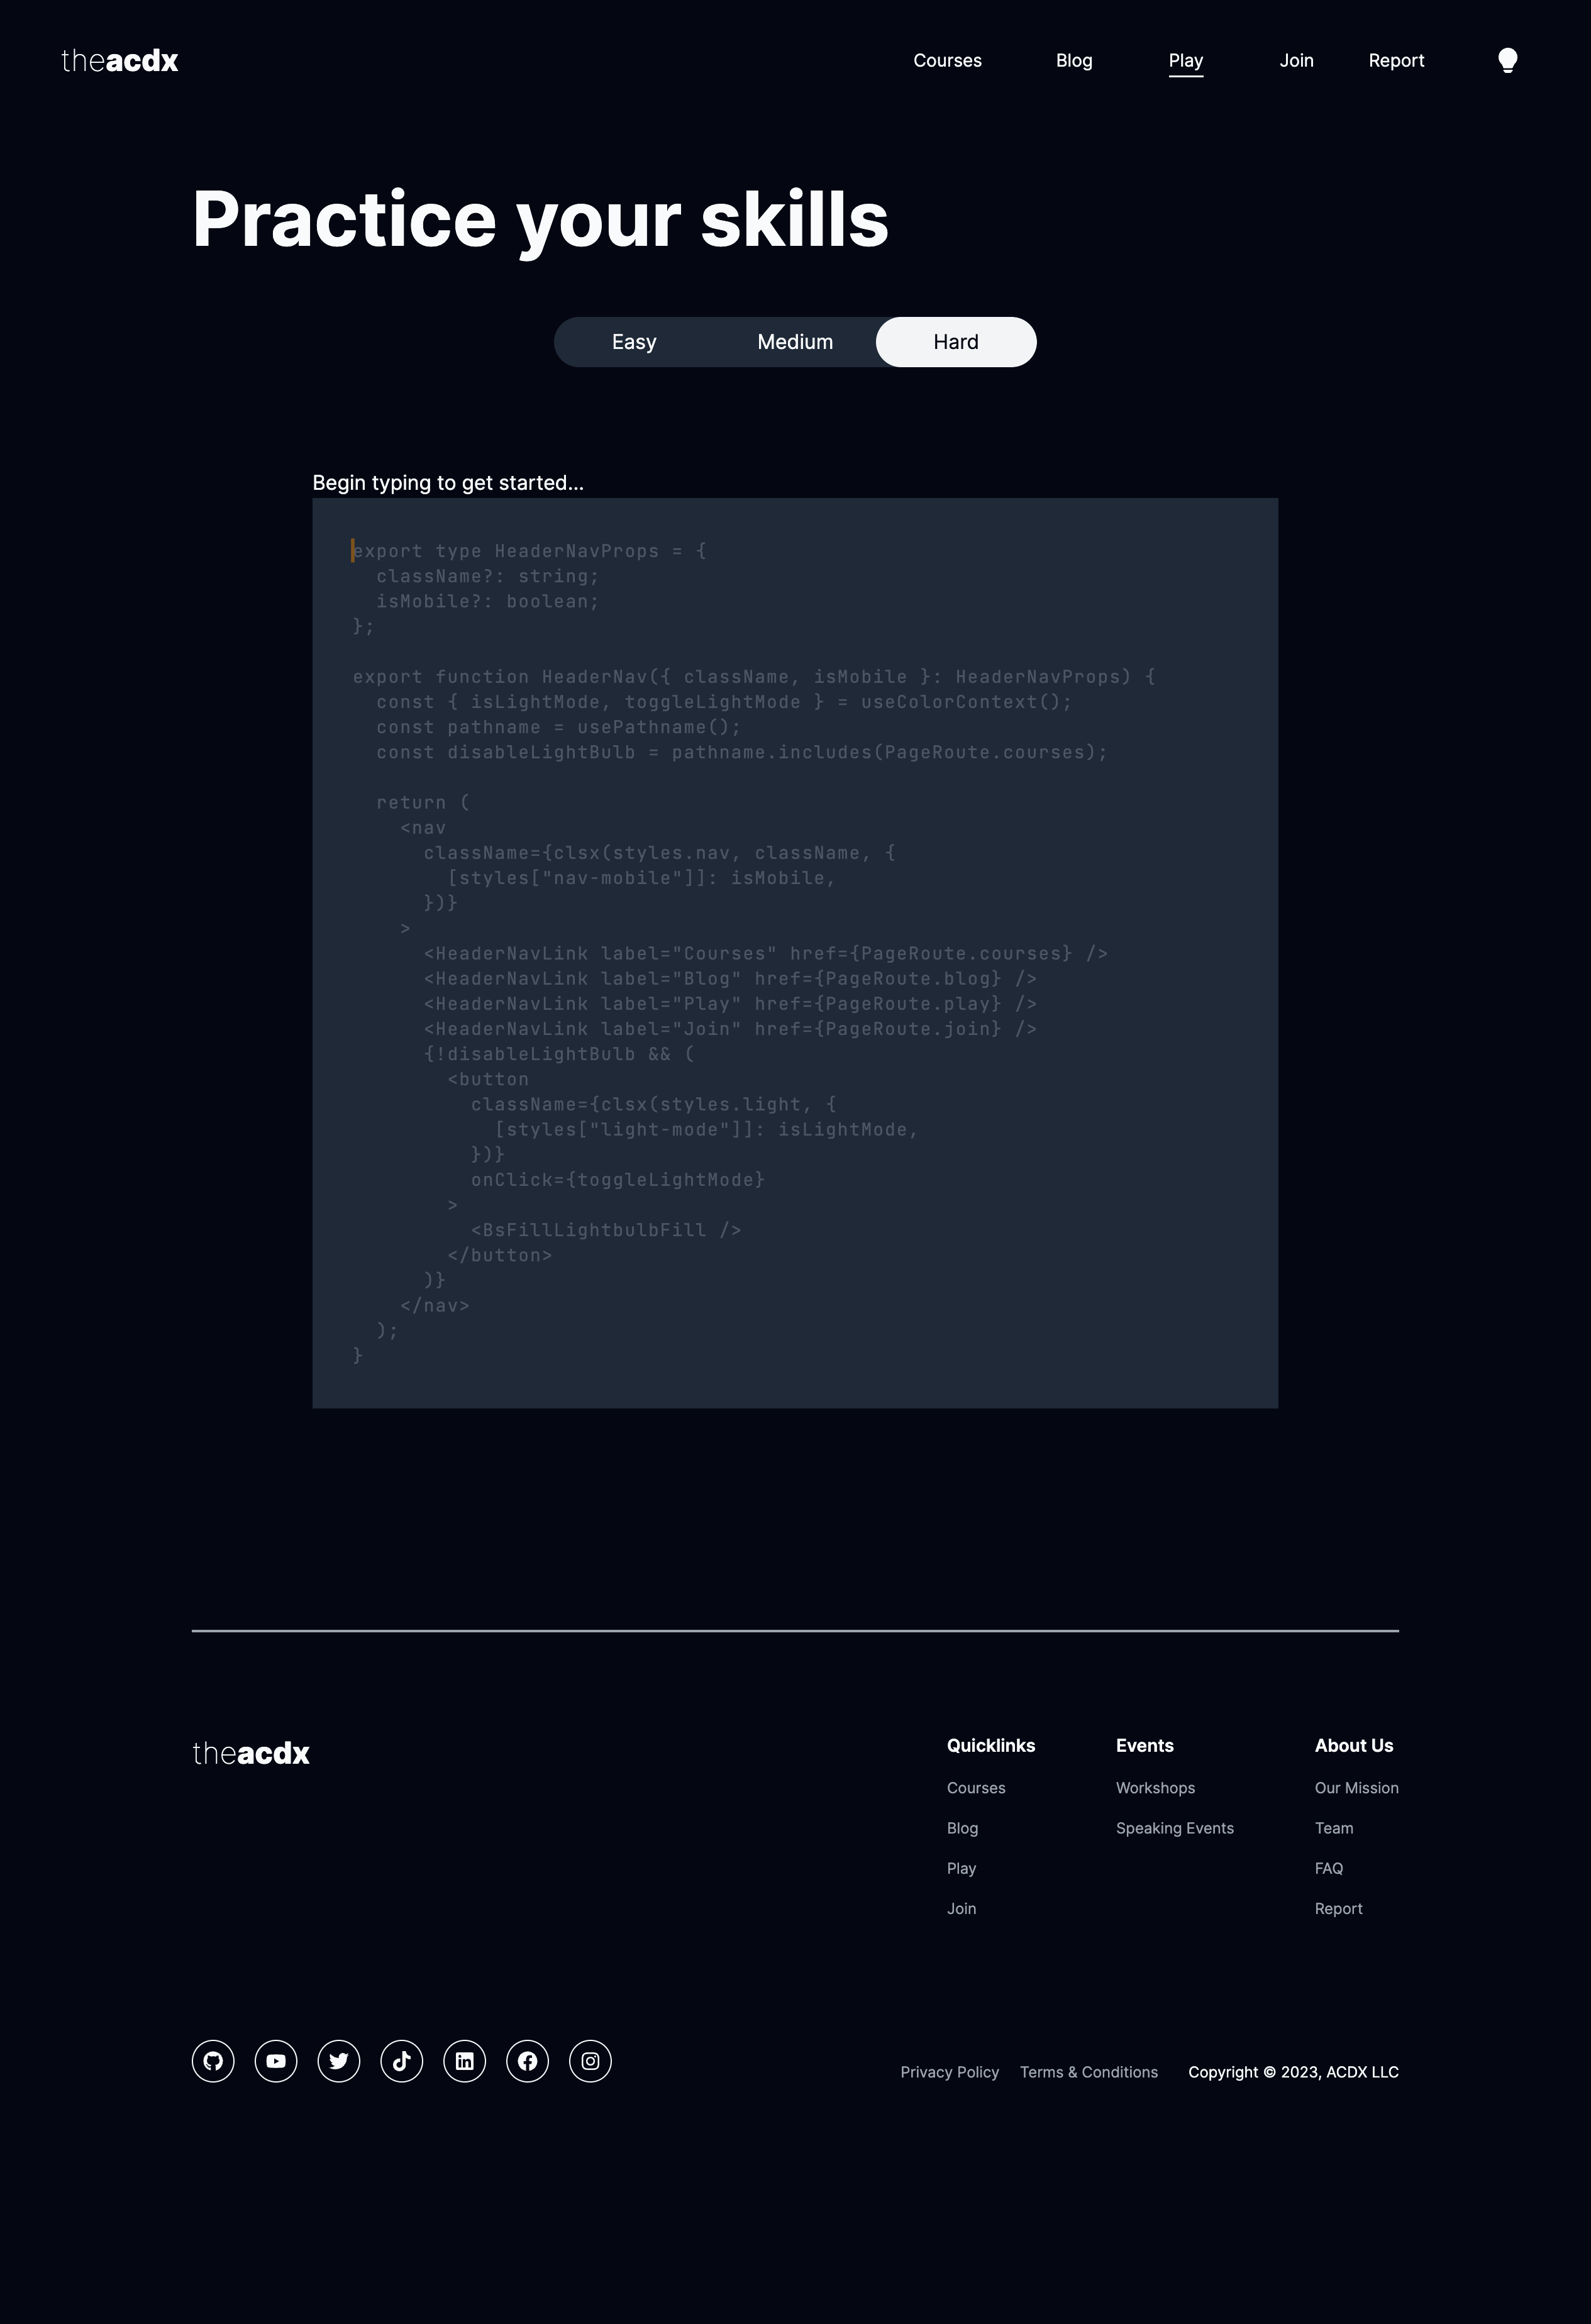 theacdx
Courses Blog Play Join Report
Practice your skills
Easy Medium Hard
Begin typing to get started...
export type HeaderNavProps = {
  className?: string;
  isMobile?: boolean;
};

export function HeaderNav({ className, isMobile }: HeaderNavProps) {
  const { isLightMode, toggleLightMode } = useColorContext();
  const pathname = usePathname();
  const disableLightBulb = pathname.includes(PageRoute.courses);

  return (
    <nav
      className={clsx(styles.nav, className, {
        [styles["nav-mobile"]]: isMobile,
      })}
    >
      <HeaderNavLink label="Courses" href={PageRoute.courses} />
      <HeaderNavLink label="Blog" href={PageRoute.blog} />
      <HeaderNavLink label="Play" href={PageRoute.play} />
      <HeaderNavLink label="Join" href={PageRoute.join} />
      {!disableLightBulb && (
        <button
          className={clsx(styles.light, {
            [styles["light-mode"]]: isLightMode,
          })}
          onClick={toggleLightMode}
        >
          <BsFillLightbulbFill />
        </button>
      )}
    </nav>
  );
}
theacdx
Quicklinks
Courses
Blog
Play
Join
Events
Workshops
Speaking Events
About Us
Our Mission
Team
FAQ
Report
Privacy Policy Terms & Conditions Copyright © 2023, ACDX LLC